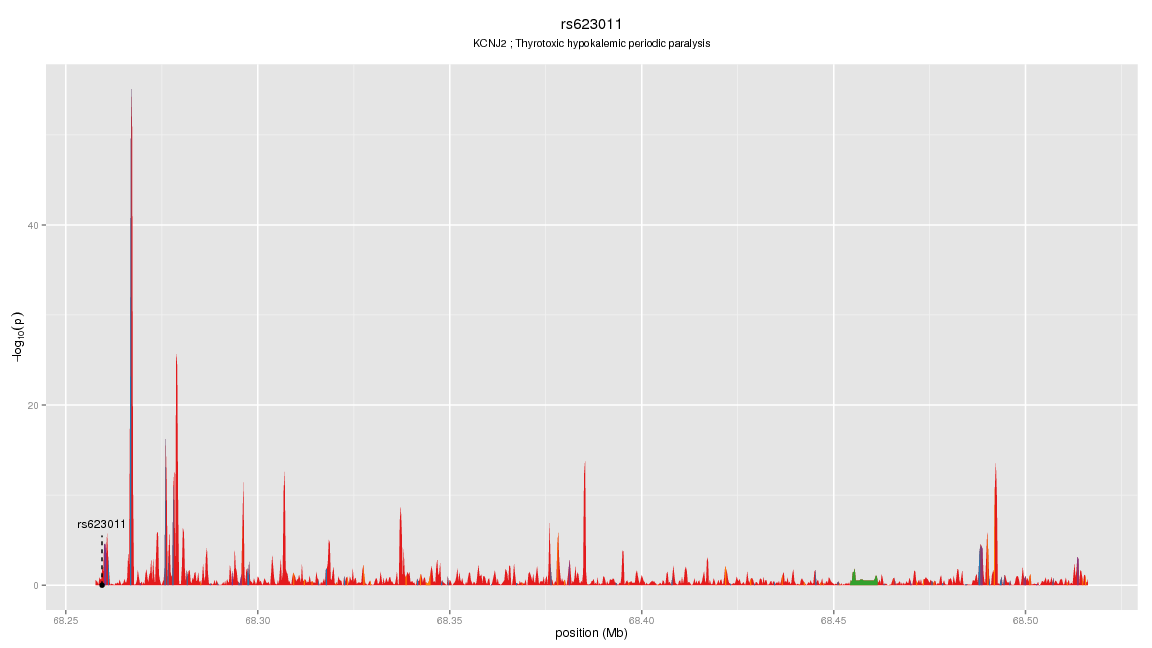 rs623011
KCNJ2 ; Thyrotoxic hypokalemic periodic paralysis
−log10(p)
40
20
0
rs623011
68.25 68.30 68.35 68.40 68.45 68.50
position (Mb)